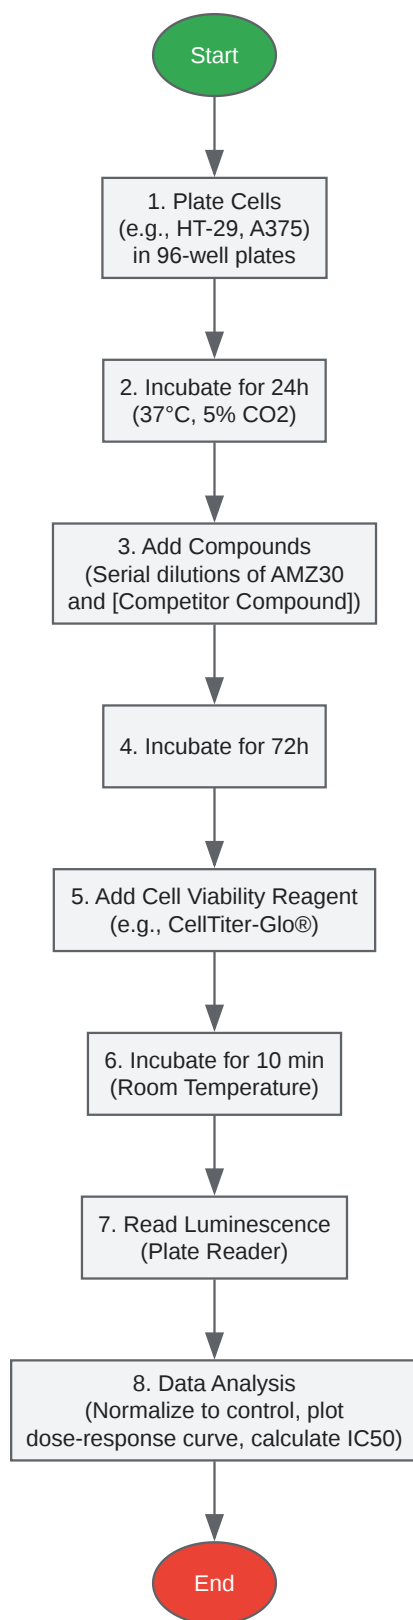 Start
1. Plate Cells
(e.g., HT-29, A375)
in 96-well plates
2. Incubate for 24h
(37°C, 5% CO2)
3. Add Compounds
(Serial dilutions of AMZ30
and [Competitor Compound])
4. Incubate for 72h
5. Add Cell Viability Reagent
(e.g., CellTiter-Glo®)
6. Incubate for 10 min
(Room Temperature)
7. Read Luminescence
(Plate Reader)
8. Data Analysis
(Normalize to control, plot
dose-response curve, calculate IC50)
End